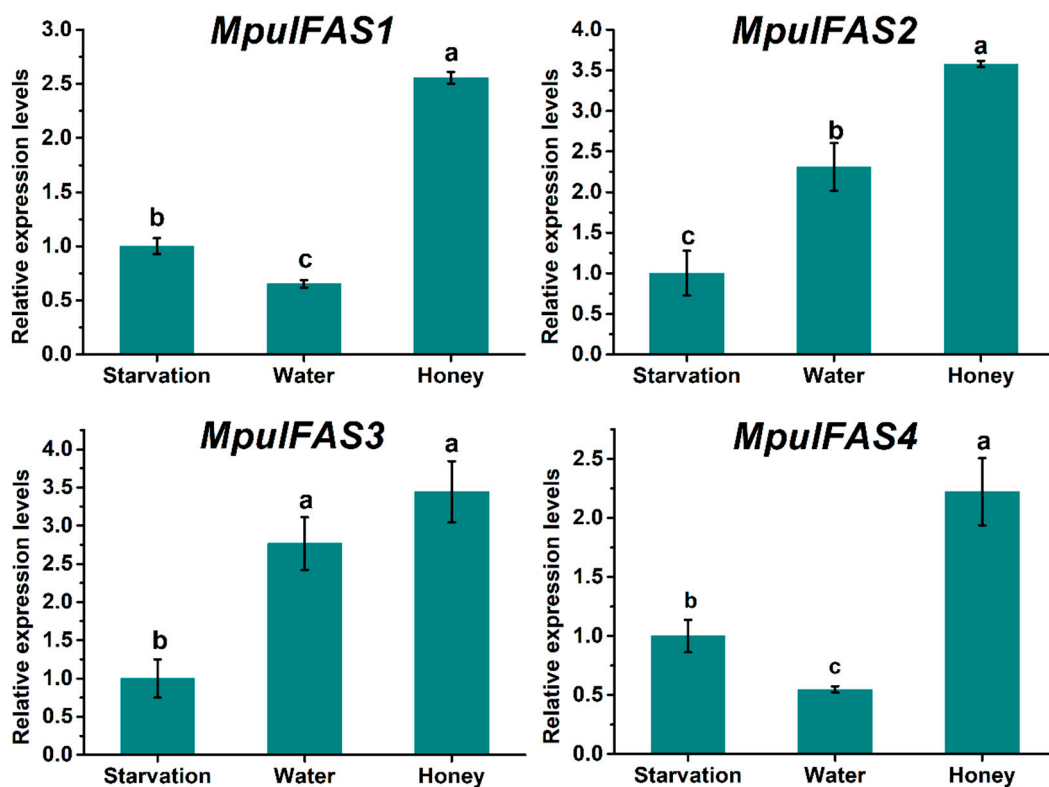 MpulFAS1
Relative expression levels
3.0
2.5
2.0
1.5
1.0
0.5
0.0
b
c
a
Starvation Water Honey
MpulFAS2
Relative expression levels
4.0
3.5
3.0
2.5
2.0
1.5
1.0
0.5
0.0
c
b
a
Starvation Water Honey
MpulFAS3
Relative expression levels
4.0
3.5
3.0
2.5
2.0
1.5
1.0
0.5
0.0
b
a
a
Starvation Water Honey
MpulFAS4
Relative expression levels
2.5
2.0
1.5
1.0
0.5
0.0
b
c
a
Starvation Water Honey